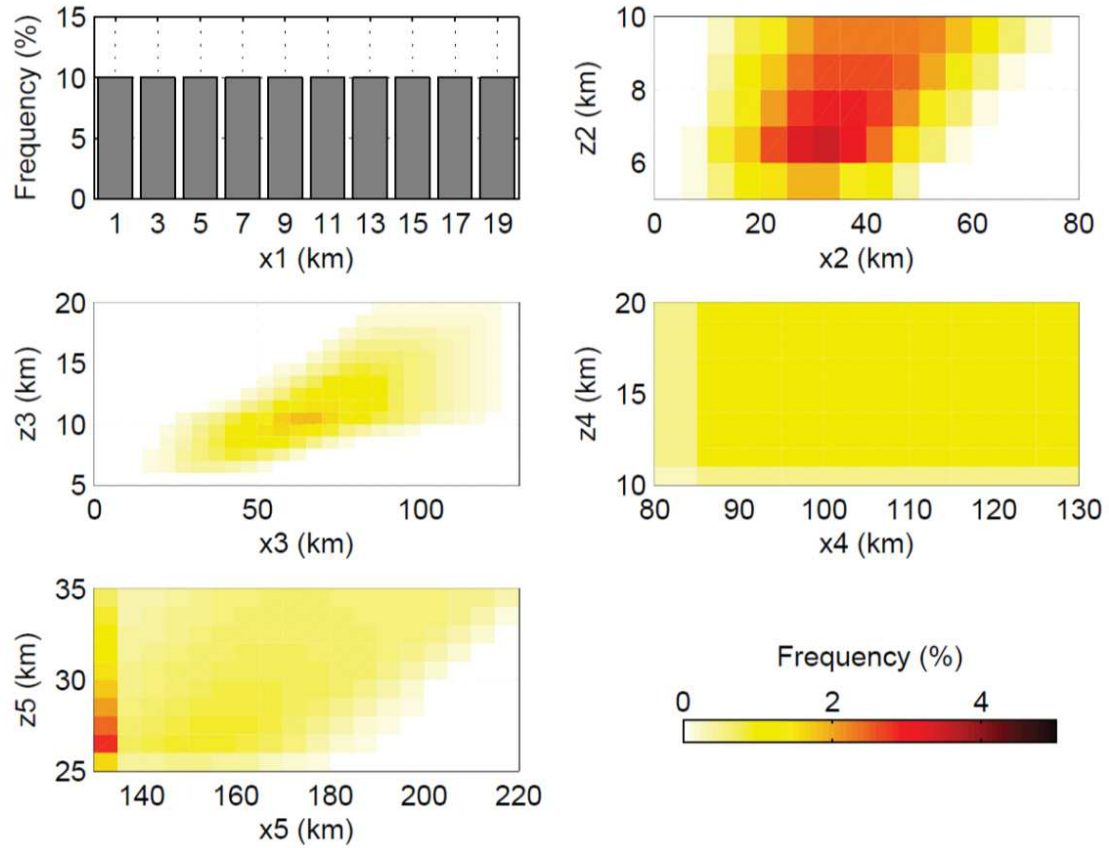 15
10
5
0
Frequency (%)
1 3 5 7 9 11 13 15 17 19
x1 (km)
10
8
6
z2 (km)
0 20 40 60 80
x2 (km)
20
15
10
5
z3 (km)
0 50 100
x3 (km)
20
15
10
z4 (km)
80 90 100 110 120 130
x4 (km)
35
30
25
z5 (km)
140 160 180 200 220
x5 (km)
Frequency (%)
0 2 4